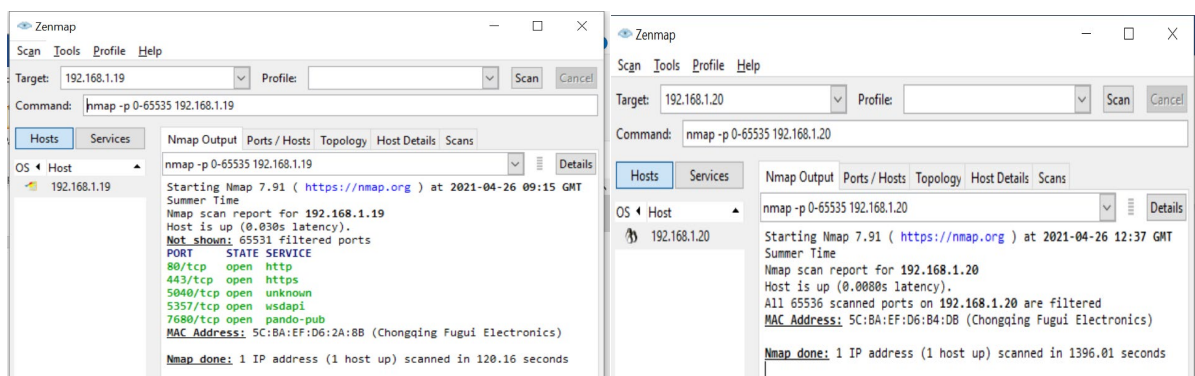 Zenmap
Scan Tools Profile Help
Target: 192.168.1.19 Profile: Scan Cancel
Command: nmap -p 0-65535 192.168.1.19
Hosts Services Nmap Output Ports / Hosts Topology Host Details Scans
OS Host nmap -p 0-65535 192.168.1.19 Details
192.168.1.19
Starting Nmap 7.91 ( https://nmap.org ) at 2021-04-26 09:15 GMT
Summer Time
Nmap scan report for 192.168.1.19
Host is up (0.030s latency).
Not shown: 65531 filtered ports
PORT STATE SERVICE
80/tcp open http
443/tcp open https
5040/tcp open unknown
5357/tcp open wsdapi
7680/tcp open pando-pub
MAC Address: 5C:BA:EF:D6:2A:8B (Chongqing Fugui Electronics)
Nmap done: 1 IP address (1 host up) scanned in 120.16 seconds
Zenmap
Scan Tools Profile Help
Target: 192.168.1.20 Profile: Scan Cancel
Command: nmap -p 0-65535 192.168.1.20
Hosts Services Nmap Output Ports / Hosts Topology Host Details Scans
OS Host nmap -p 0-65535 192.168.1.20 Details
192.168.1.20
Starting Nmap 7.91 ( https://nmap.org ) at 2021-04-26 12:37 GMT
Summer Time
Nmap scan report for 192.168.1.20
Host is up (0.0080s latency).
All 65536 scanned ports on 192.168.1.20 are filtered
MAC Address: 5C:BA:EF:D6:B4:DB (Chongqing Fugui Electronics)
Nmap done: 1 IP address (1 host up) scanned in 1396.01 seconds